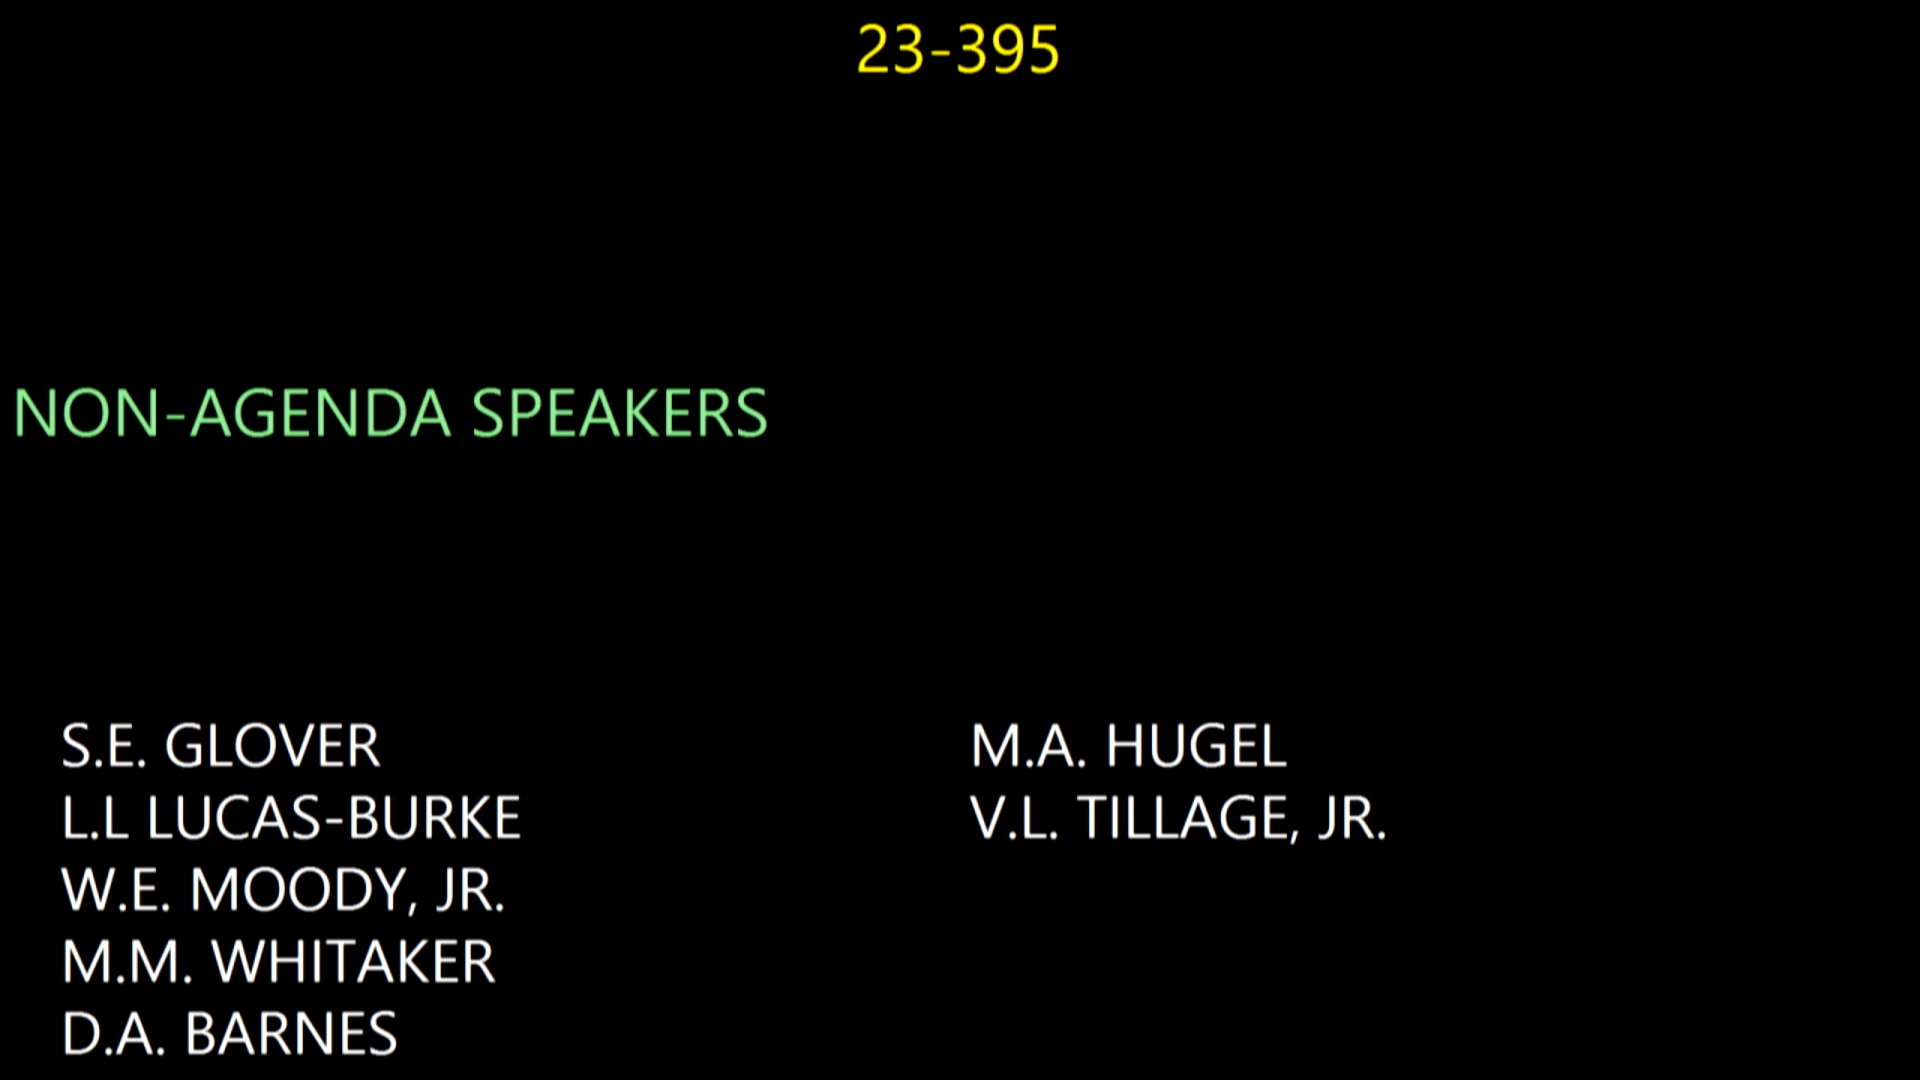 23-395
NON-AGENDA SPEAKERS
S.E. GLOVER
L.L LUCAS-BURKE
W.E. MOODY, JR.
M.M. WHITAKER
D.A. BARNES
M.A. HUGEL
V.L. TILLAGE, JR.